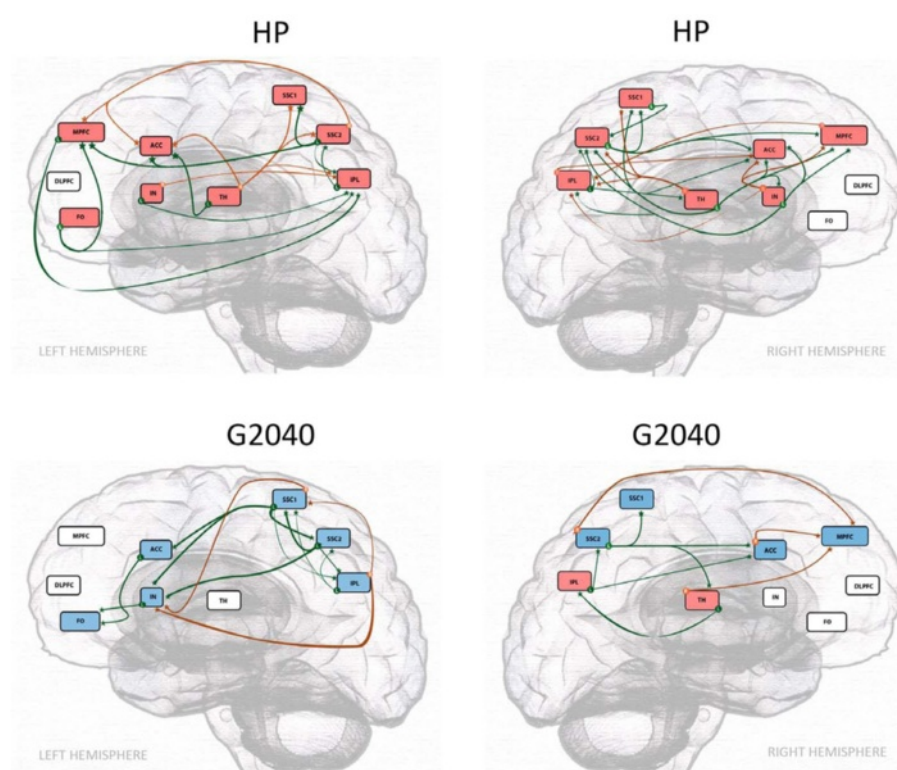 HP
SSC1
MPFC
SSC2
ACC
DLPFC
IPL
IN
TH
FO
LEFT HEMISPHERE
HP
SSC1
SSC2
MPFC
ACC
IPL
DLPFC
TH
IN
FO
RIGHT HEMISPHERE
G2040
SSC1
MPFC
SSC2
ACC
DLPFC
IPL
IN
TH
FO
LEFT HEMISPHERE
G2040
SSC1
SSC2
MPFC
ACC
IPL
DLPFC
TH
IN
FO
RIGHT HEMISPHERE